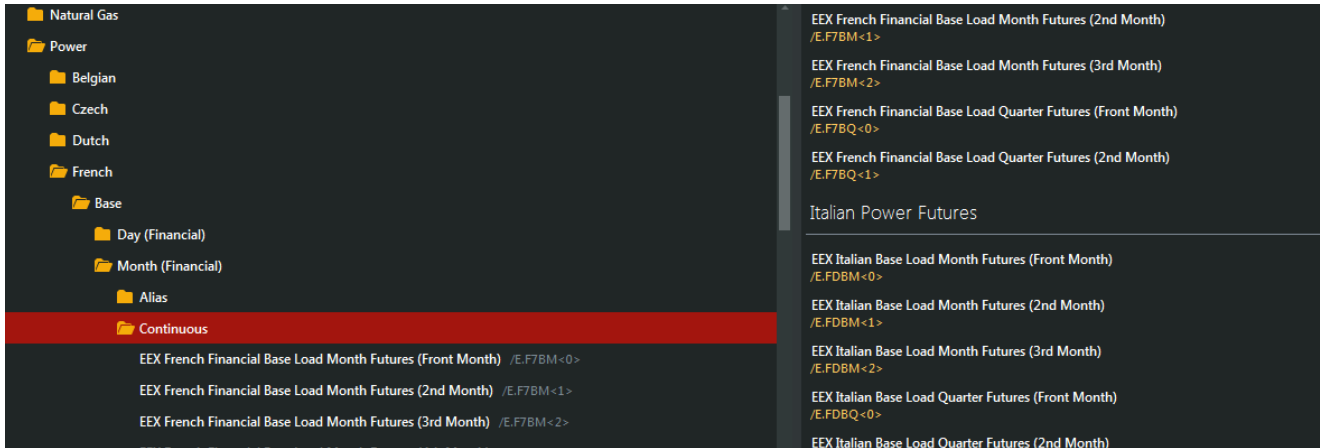 Natural Gas
Power
Belgian
Czech
Dutch
French
Base
Day (Financial)
Month (Financial)
Alias
Continuous
EEX French Financial Base Load Month Futures (Front Month) /E.F7BM<0>
EEX French Financial Base Load Month Futures (2nd Month) /E.F7BM<1>
EEX French Financial Base Load Month Futures (3rd Month) /E.F7BM<2>
EEX French Financial Base Load Month Futures (2nd Month)
/E.F7BM<1>
EEX French Financial Base Load Month Futures (3rd Month)
/E.F7BM<2>
EEX French Financial Base Load Quarter Futures (Front Month)
/E.F7BQ<0>
EEX French Financial Base Load Quarter Futures (2nd Month)
/E.F7BQ<1>
Italian Power Futures
EEX Italian Base Load Month Futures (Front Month)
/E.FDBM<0>
EEX Italian Base Load Month Futures (2nd Month)
/E.FDBM<1>
EEX Italian Base Load Month Futures (3rd Month)
/E.FDBM<2>
EEX Italian Base Load Quarter Futures (Front Month)
/E.FDBQ<0>
EEX Italian Base Load Quarter Futures (2nd Month)